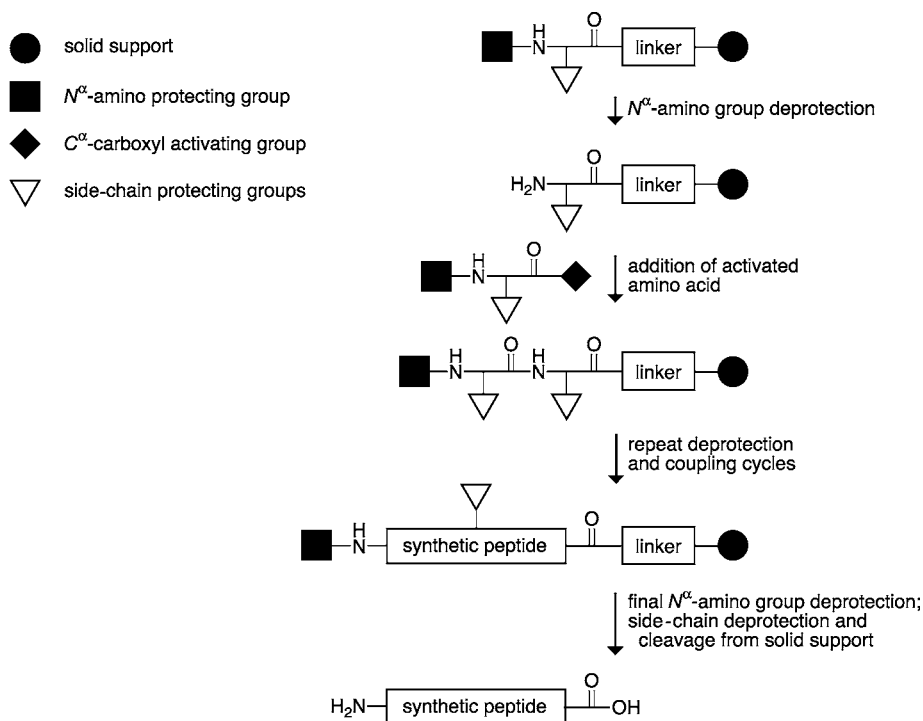 solid support
Nα-amino protecting group
Cα-carboxyl activating group
side-chain protecting groups
H
N
O
linker
Nα-amino group deprotection
H2N
O
linker
H
N
O
addition of activated
amino acid
H
N
O
H
N
O
linker
repeat deprotection
and coupling cycles
H
N
synthetic peptide
O
linker
final Nα-amino group deprotection;
side-chain deprotection and
cleavage from solid support
H2N
synthetic peptide
O
OH